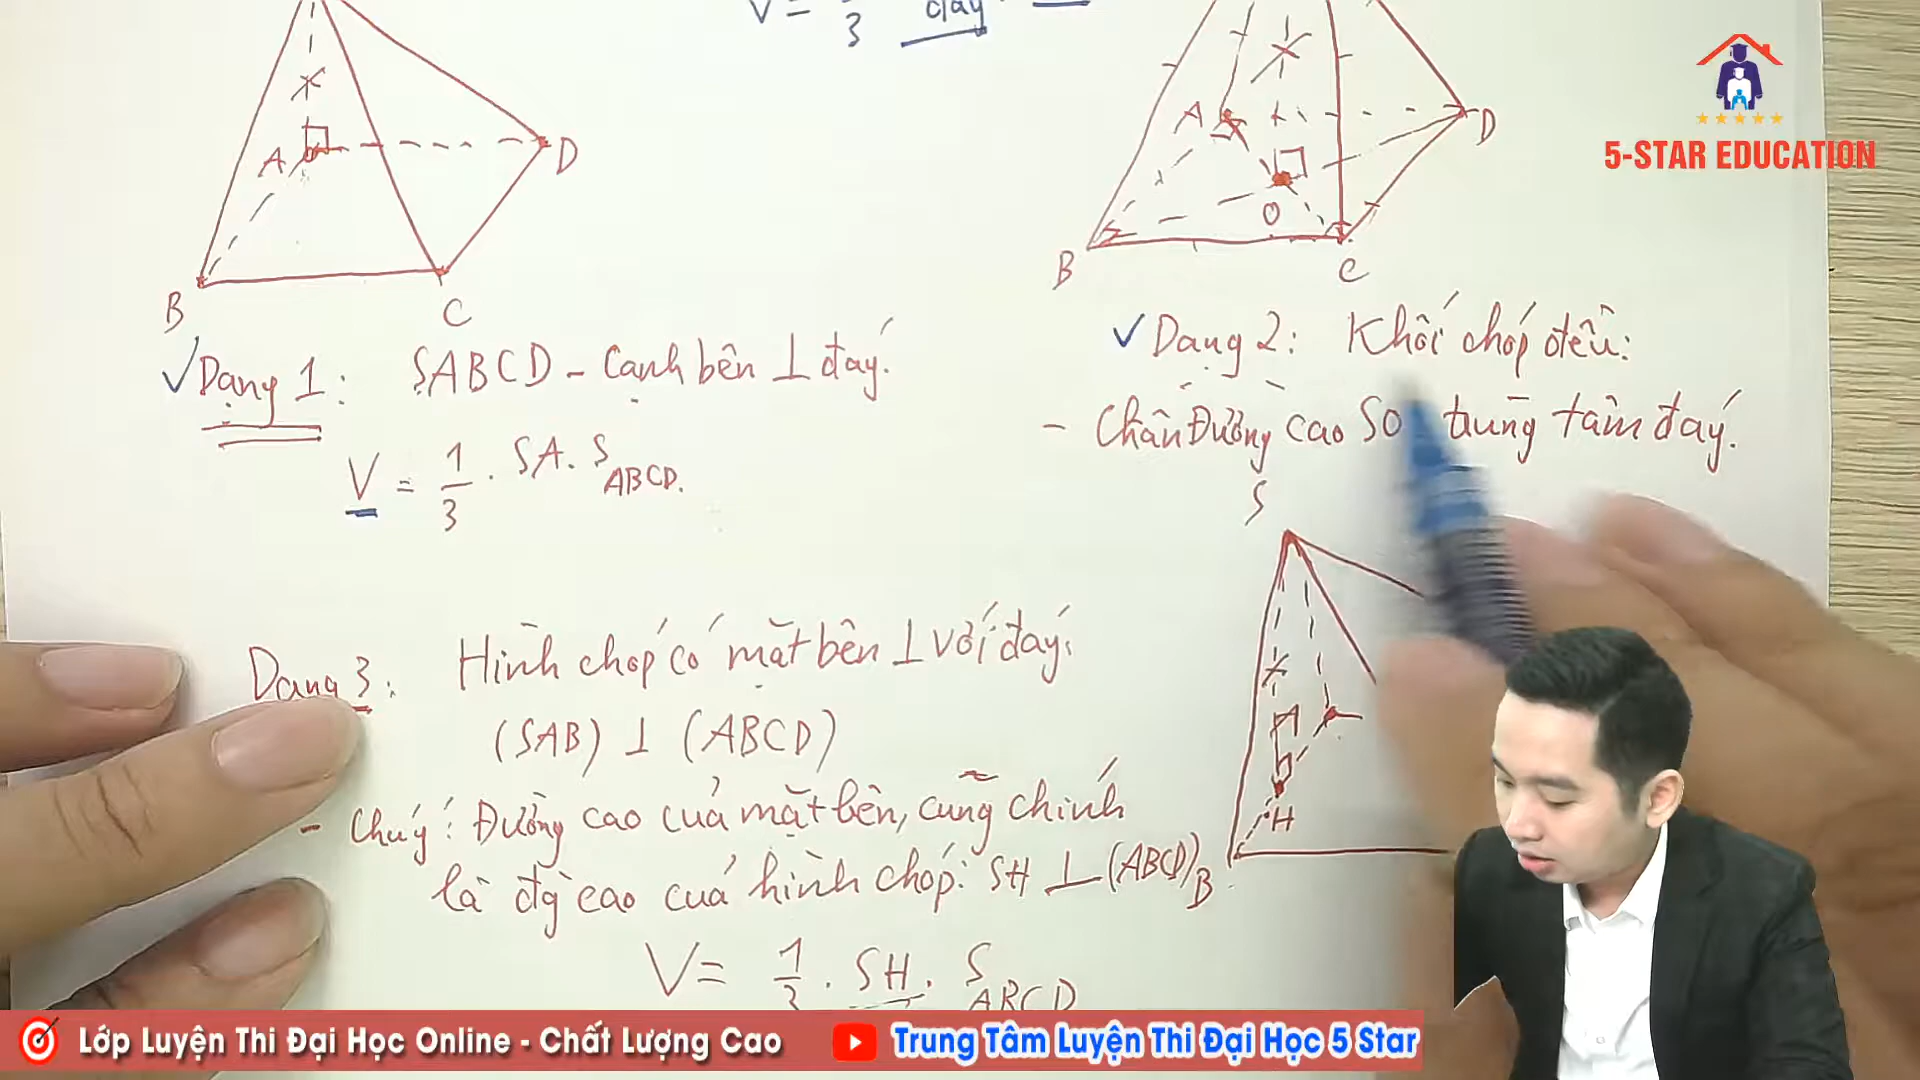 V = 1/3 đáy
A
D
B
C
A
D
O
B
C
5-STAR EDUCATION
✓ Dạng 1: SABCD - Cạnh bên ⊥ đáy.
V = 1/3 . SA. S ABCD.
✓ Dạng 2: Khối chóp đều:
- Chân Đường cao SO trùng tâm đáy.
S
A
H
B
Dạng 3: Hình chóp có mặt bên ⊥ với đáy:
(SAB) ⊥ (ABCD)
- Chú ý: Đường cao của mặt bên, cũng chính
là đg cao của hình chóp: SH ⊥ (ABCD)
V = 1/3 . SH . S ABCD
Lớp Luyện Thi Đại Học Online - Chất Lượng Cao
Trung Tâm Luyện Thi Đại Học 5 Star